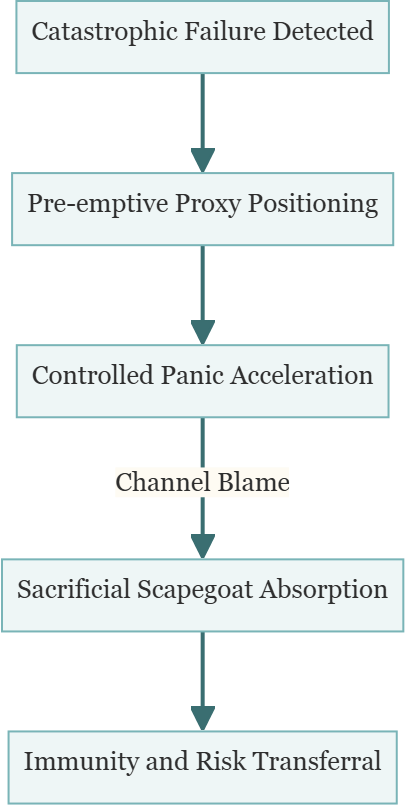 Catastrophic Failure Detected
Pre-emptive Proxy Positioning
Controlled Panic Acceleration
Channel Blame
Sacrificial Scapegoat Absorption
Immunity and Risk Transferral